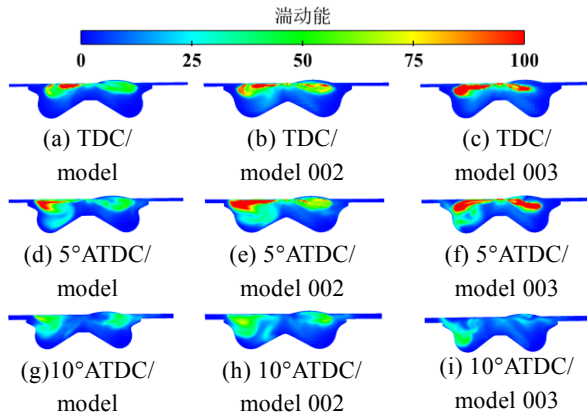 湍动能
0 25 50 75 100
(a) TDC/
model
(b) TDC/
model 002
(c) TDC/
model 003
(d) 5°ATDC/
model
(e) 5°ATDC/
model 002
(f) 5°ATDC/
model 003
(g)10°ATDC/
model
(h) 10°ATDC/
model 002
(i) 10°ATDC/
model 003